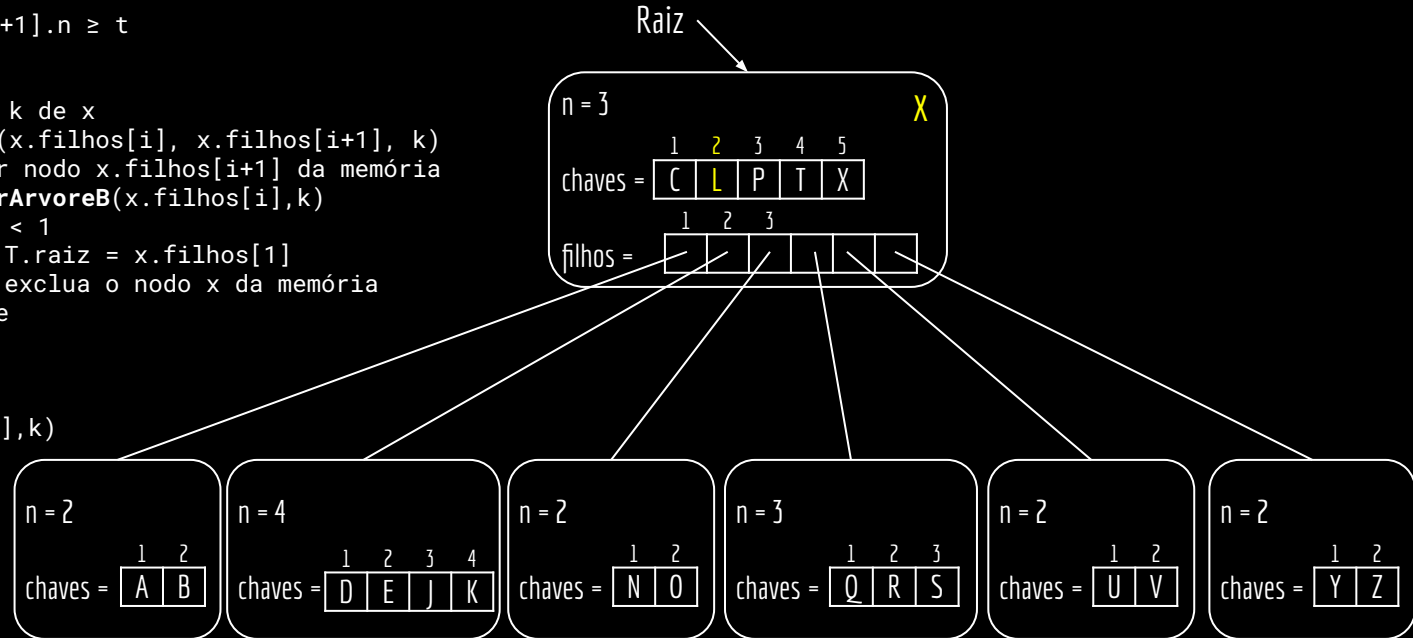 +1].n ≥ t
k de x
(x.filhos[i], x.filhos[i+1], k)
r nodo x.filhos[i+1] da memória
rArvoreB(x.filhos[i],k)
< 1
T.raiz = x.filhos[1]
exclua o nodo x da memória
e
],k)
Raiz
n = 3 X
1 2 3 4 5
chaves = C L P T X
1 2 3
filhos =
n = 2
1 2
chaves = A B
n = 4
1 2 3 4
chaves = D E J K
n = 2
1 2
chaves = N O
n = 3
1 2 3
chaves = Q R S
n = 2
1 2
chaves = U V
n = 2
1 2
chaves = Y Z